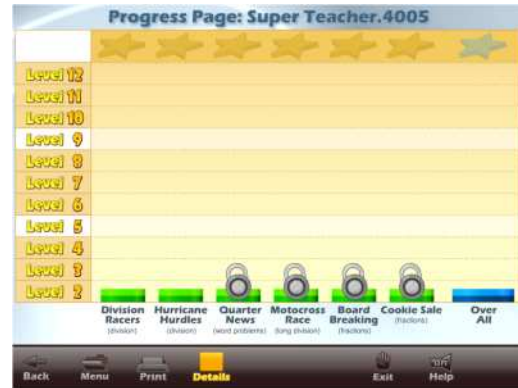 Progress Page: Super Teacher.4005
Level 12
Level 11
Level 10
Level 9
Level 8
Level 7
Level 6
Level 5
Level 4
Level 3
Level 2
Division Racers (division)
Hurricane Hurdles (division)
Quarter News (word problems)
Motocross Race (long division)
Board Breaking (fractions)
Cookie Sale (fractions)
Over All
Back Menu Print Details Exit Help